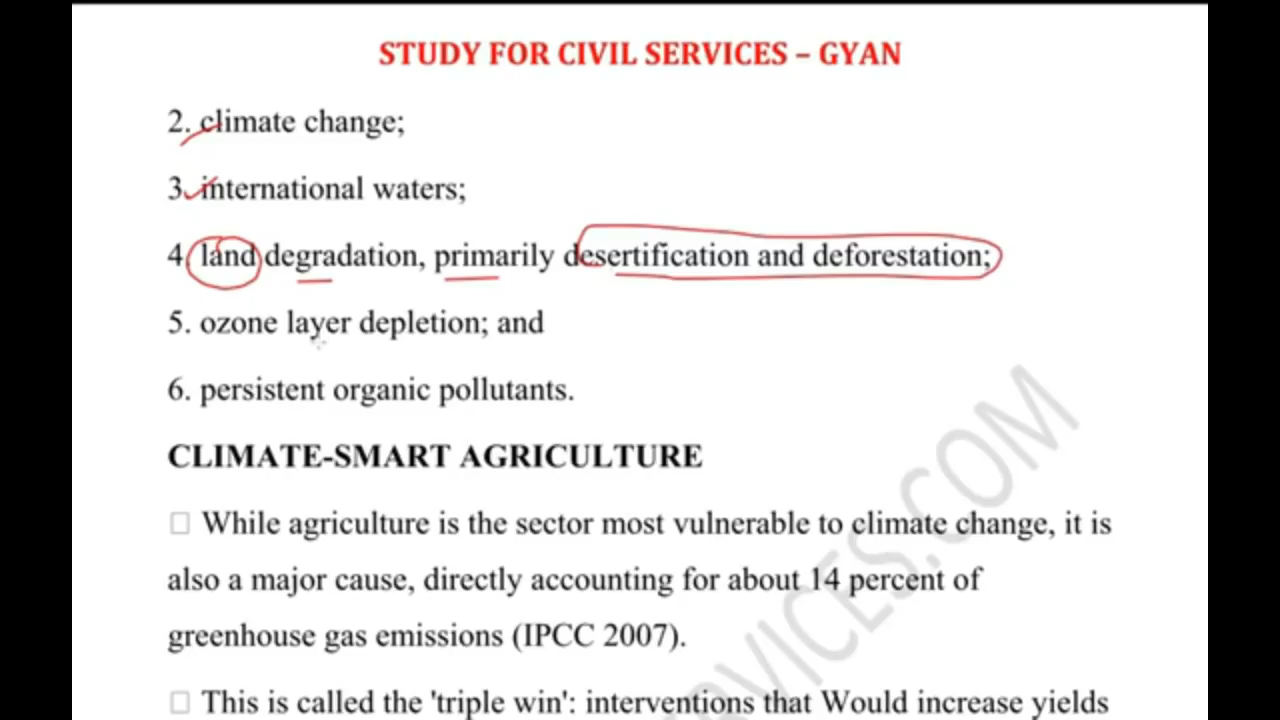 STUDY FOR CIVIL SERVICES – GYAN
2. climate change;
3. international waters;
4. land degradation, primarily desertification and deforestation;
5. ozone layer depletion; and
6. persistent organic pollutants.
CLIMATE-SMART AGRICULTURE
While agriculture is the sector most vulnerable to climate change, it is
also a major cause, directly accounting for about 14 percent of
greenhouse gas emissions (IPCC 2007).
This is called the 'triple win': interventions that Would increase yields
RVICES.COM